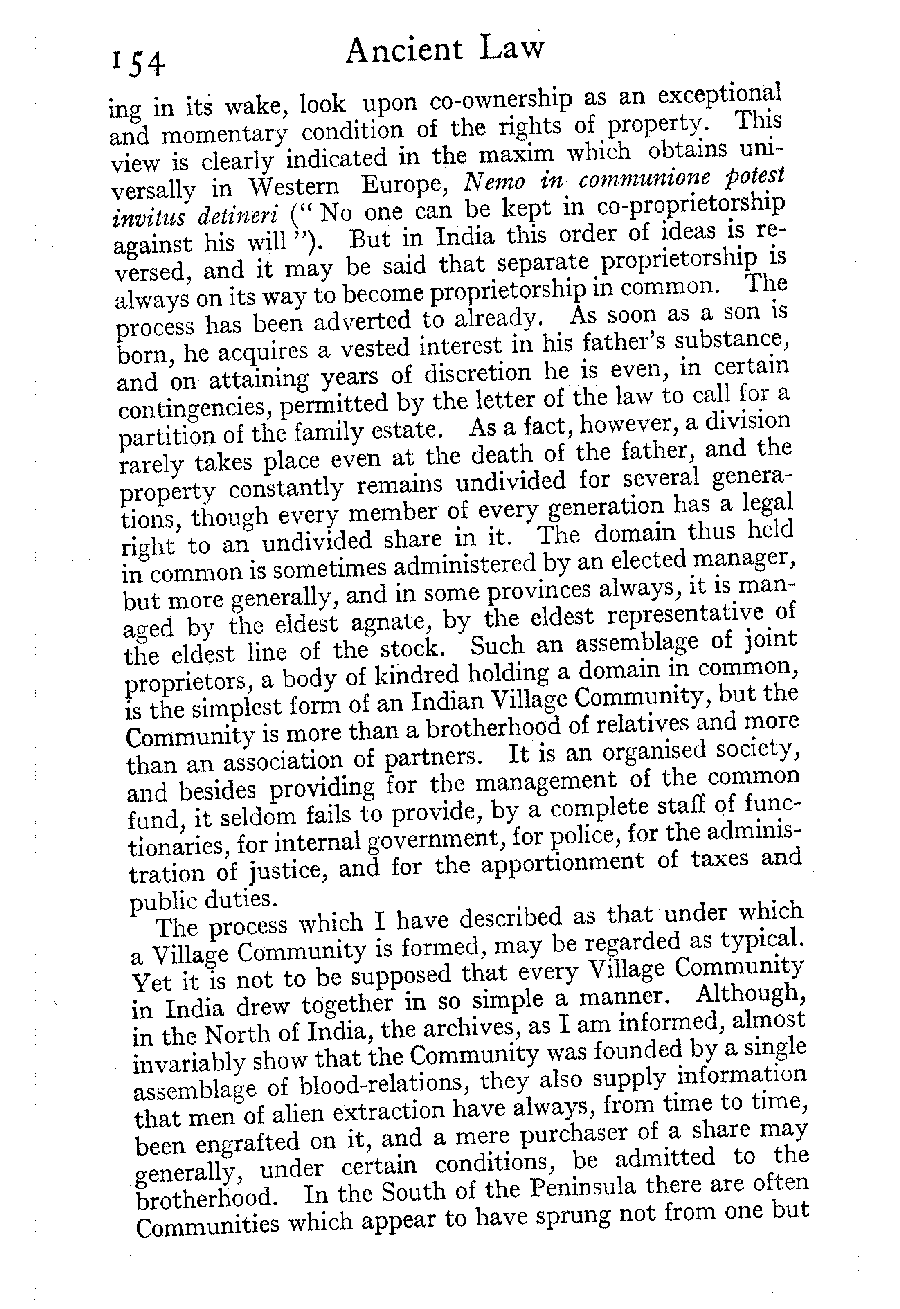 154
Ancient Law
ing in its wake, look upon co-ownership as an exceptional
and momentary condition of the rights of property. This
view is clearly indicated in the maxim which obtains uni-
versally in Western Europe, Nemo in communione potest
invitus detineri (“ No one can be kept in co-proprietorship
against his will ”). But in India this order of ideas is re-
versed, and it may be said that separate proprietorship is
always on its way to become proprietorship in common. The
process has been adverted to already. As soon as a son is
born, he acquires a vested interest in his father’s substance,
and on attaining years of discretion he is even, in certain
contingencies, permitted by the letter of the law to call for a
partition of the family estate. As a fact, however, a division
rarely takes place even at the death of the father, and the
property constantly remains undivided for several genera-
tions, though every member of every generation has a legal
right to an undivided share in it. The domain thus held
in common is sometimes administered by an elected manager,
but more generally, and in some provinces always, it is man-
aged by the eldest agnate, by the eldest representative of
the eldest line of the stock. Such an assemblage of joint
proprietors, a body of kindred holding a domain in common,
is the simplest form of an Indian Village Community, but the
Community is more than a brotherhood of relatives and more
than an association of partners. It is an organised society,
and besides providing for the management of the common
fund, it seldom fails to provide, by a complete staff of func-
tionaries, for internal government, for police, for the adminis-
tration of justice, and for the apportionment of taxes and
public duties.
The process which I have described as that under which
a Village Community is formed, may be regarded as typical.
Yet it is not to be supposed that every Village Community
in India drew together in so simple a manner. Although,
in the North of India, the archives, as I am informed, almost
invariably show that the Community was founded by a single
assemblage of blood-relations, they also supply information
that men of alien extraction have always, from time to time,
been engrafted on it, and a mere purchaser of a share may
generally, under certain conditions, be admitted to the
brotherhood. In the South of the Peninsula there are often
Communities which appear to have sprung not from one but